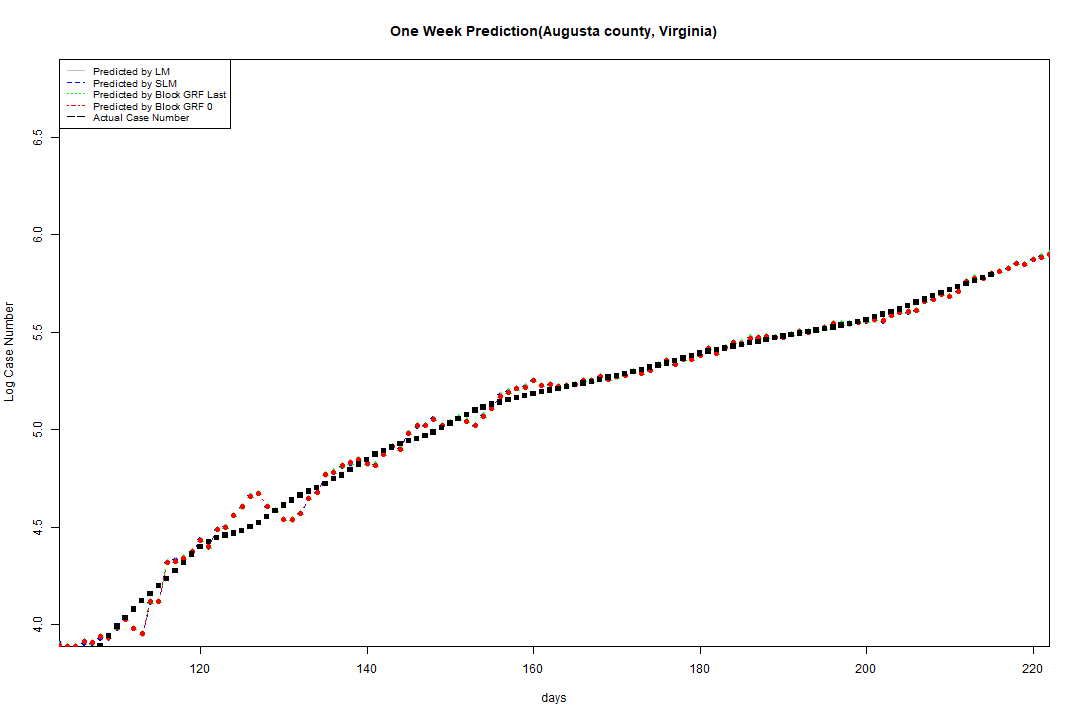 One Week Prediction(Augusta county, Virginia)
Predicted by LM
Predicted by SLM
Predicted by Block GRF Last
Predicted by Block GRF 0
Actual Case Number
6.5
6.0
5.5
5.0
4.5
4.0
Log Case Number
120 140 160 180 200 220
days